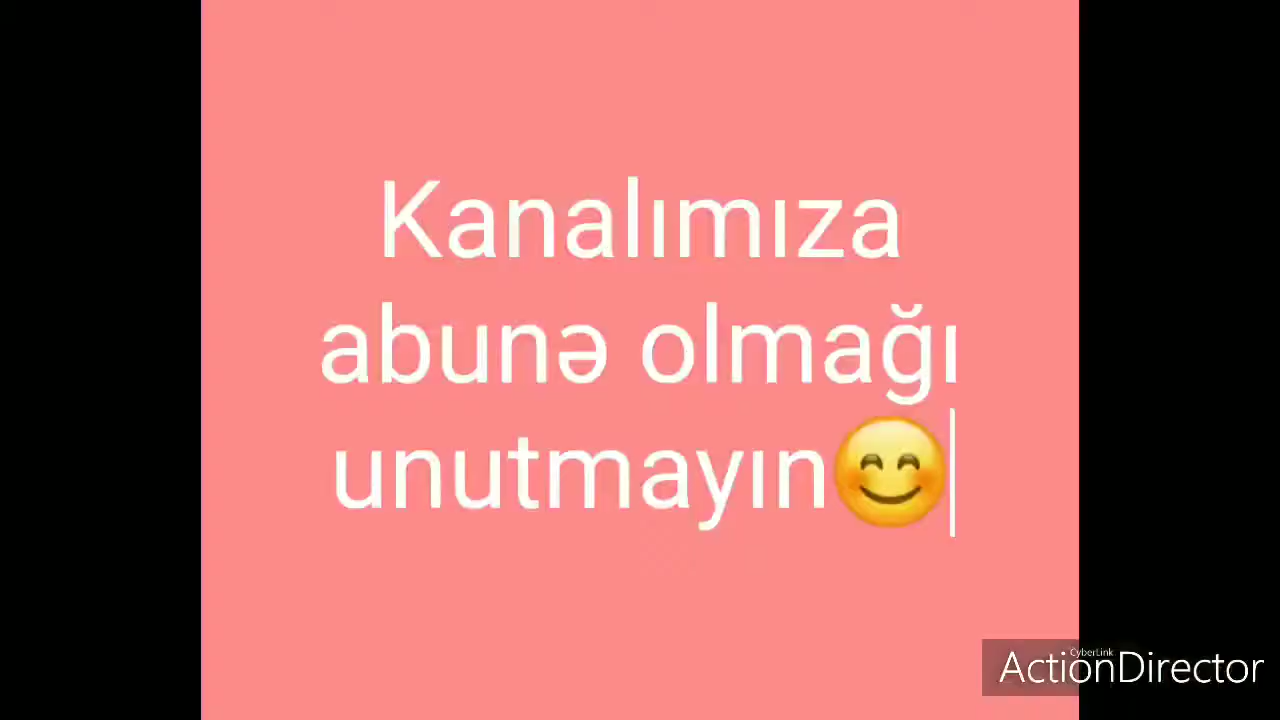 Kanalımıza
abunə olmağı
unutmayın😊
CyberLink
ActionDirector